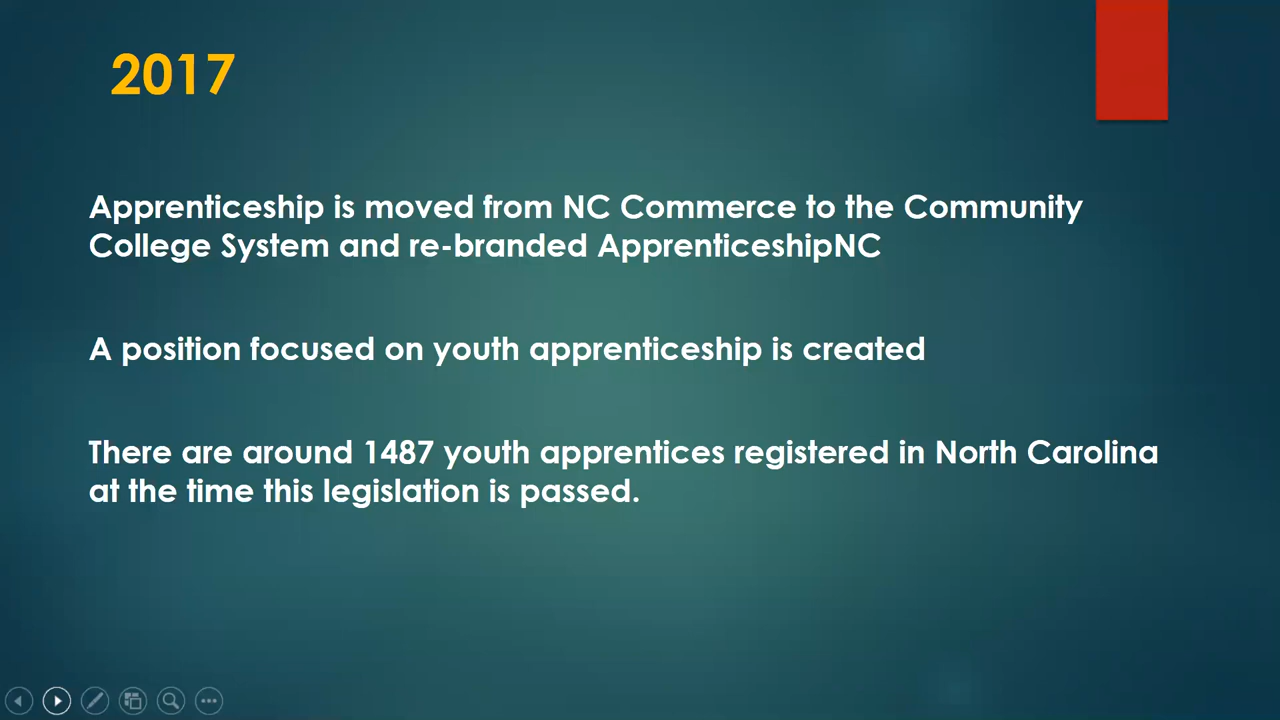 2017
Apprenticeship is moved from NC Commerce to the Community
College System and re-branded ApprenticeshipNC
A position focused on youth apprenticeship is created
There are around 1487 youth apprentices registered in North Carolina
at the time this legislation is passed.